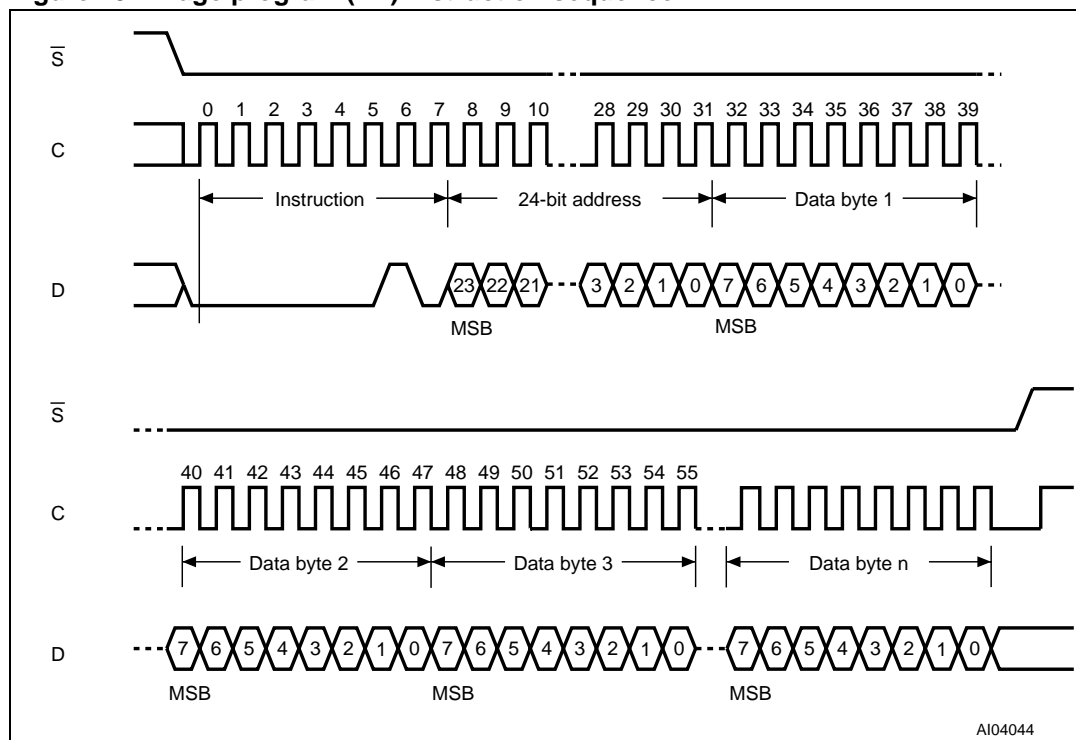 S̅
0 1 2 3 4 5 6 7 8 9 10 28 29 30 31 32 33 34 35 36 37 38 39
C
Instruction 24-bit address Data byte 1
D
23 22 21 3 2 1 0 7 6 5 4 3 2 1 0
MSB MSB
S̅
40 41 42 43 44 45 46 47 48 49 50 51 52 53 54 55
C
Data byte 2 Data byte 3 Data byte n
D
7 6 5 4 3 2 1 0 7 6 5 4 3 2 1 0 7 6 5 4 3 2 1 0
MSB MSB MSB
AI04044